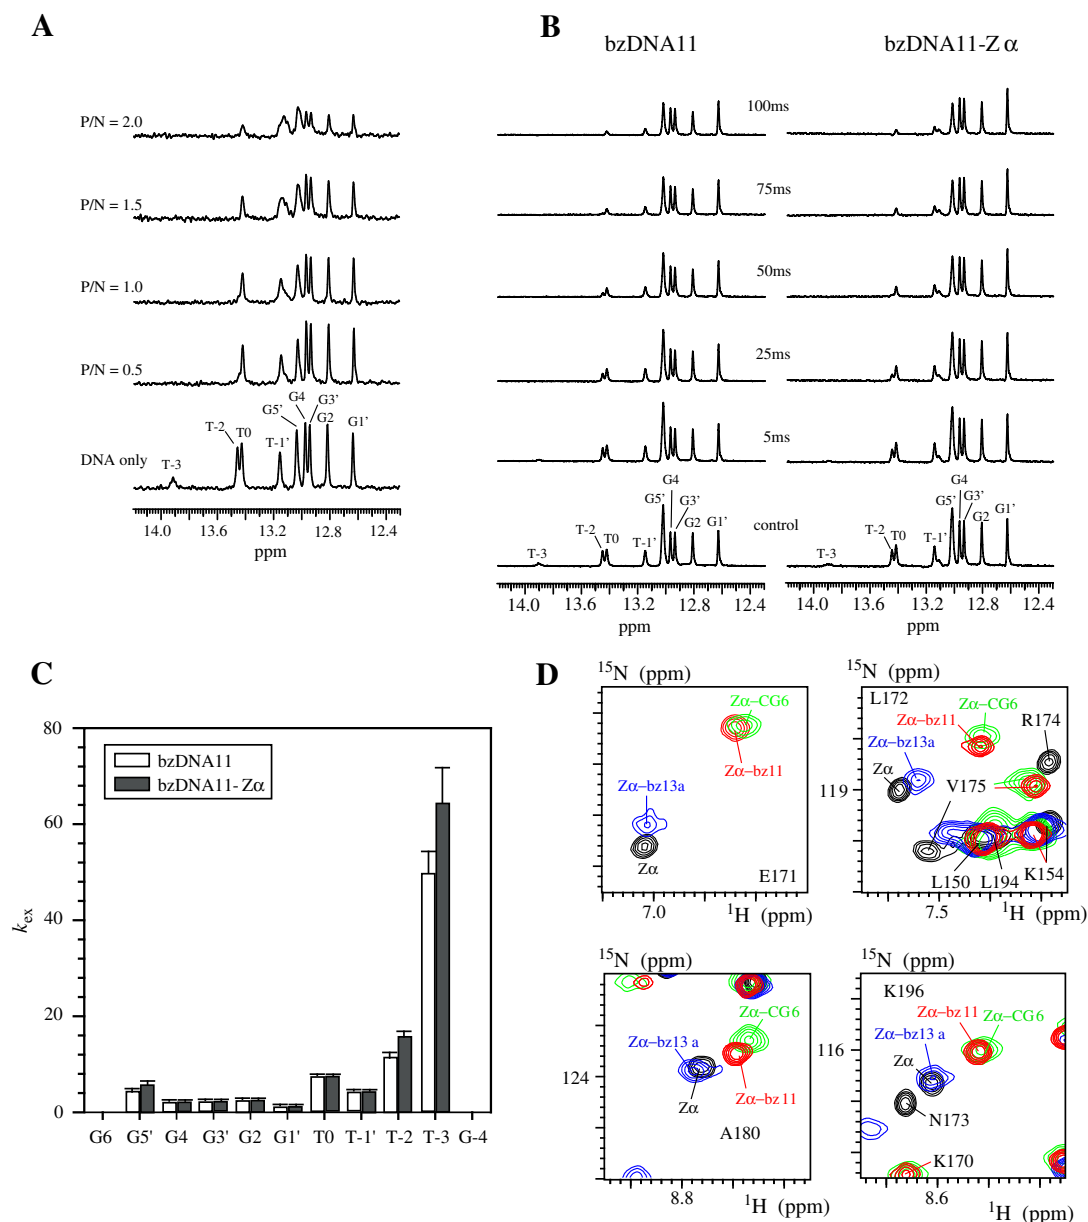 A
P/N = 2.0
P/N = 1.5
P/N = 1.0
P/N = 0.5
DNA only
T-3
T-2
T0
T-1'
G5'
G4
G3'
G2
G1'
14.0 13.6 13.2 12.8 12.4
ppm
B
bzDNA11
bzDNA11-Z α
100ms
75ms
50ms
25ms
5ms
control
T-3
T-2
T0
T-1'
G5'
G4
G3'
G2
G1'
T-3
T-2
T0
T-1'
G5'
G4
G3'
G2
G1'
14.0 13.6 13.2 12.8 12.4
ppm
14.0 13.6 13.2 12.8 12.4
ppm
C
bzDNA11
bzDNA11- Zα
80
60
40
20
0
kex
G6 G5' G4 G3' G2 G1' T0 T-1' T-2 T-3 G-4
D
15N (ppm)
Zα–CG6
Zα–bz11
Zα–bz13a
Zα
E171
7.0
1H (ppm)
15N (ppm)
L172
Zα–CG6
Zα–bz11
R174
Zα–bz13a
Zα
V175
119
L150
L194
K154
7.5
1H (ppm)
15N (ppm)
Zα–CG6
Zα–bz13 a
124
Zα
Zα–bz11
A180
8.8
1H (ppm)
15N (ppm)
K196
Zα–bz11
Zα–CG6
Zα–bz13 a
116
Zα
N173
K170
8.6
1H (ppm)